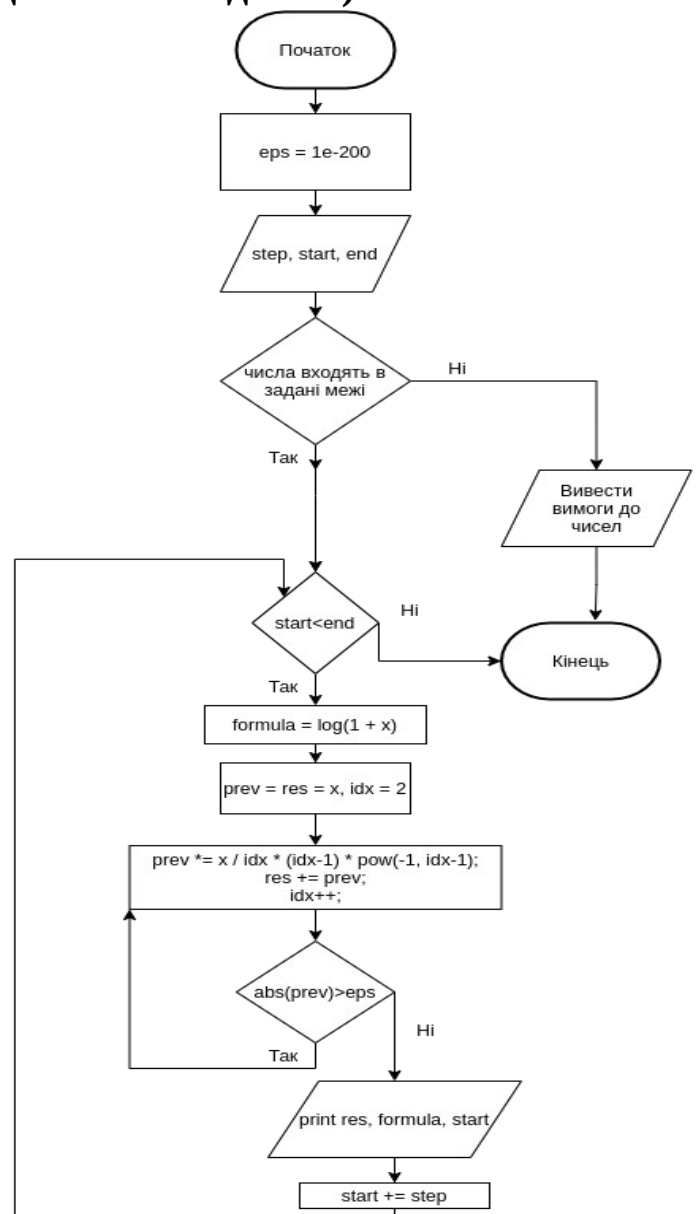 Початок
eps = 1e-200
step, start, end
числа входять в
задані межі
Ні
Так
Вивести
вимоги до
чисел
start<end
Ні
Кінець
Так
formula = log(1 + x)
prev = res = x, idx = 2
prev *= x / idx * (idx-1) * pow(-1, idx-1);
res += prev;
idx++;
abs(prev)>eps
Ні
Так
print res, formula, start
start += step